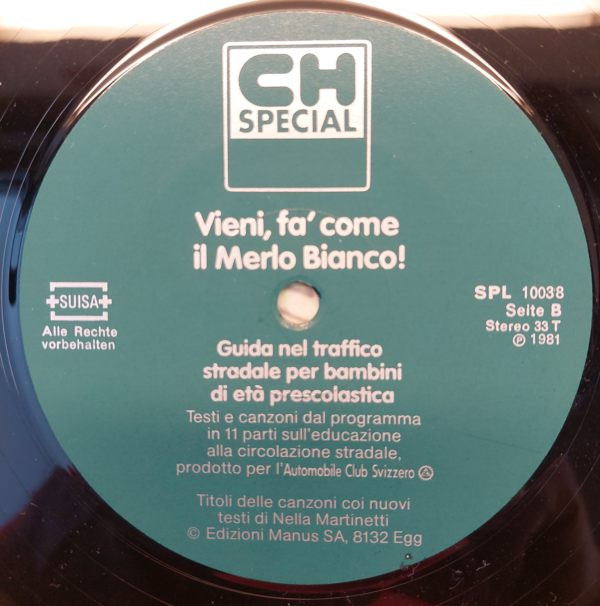 CH
SPECIAL
Vieni, fa' come
il Merlo Bianco!
SUISA
Alle Rechte
vorbehalten
SPL 10038
Seite B
Stereo 33 T
℗ 1981
Guida nel traffico
stradale per bambini
di età prescolastica
Testi e canzoni dal programma
in 11 parti sull'educazione
alla circolazione stradale,
prodotto per l'Automobile Club Svizzero
Titoli delle canzoni coi nuovi
testi di Nella Martinetti
© Edizioni Manus SA, 8132 Egg